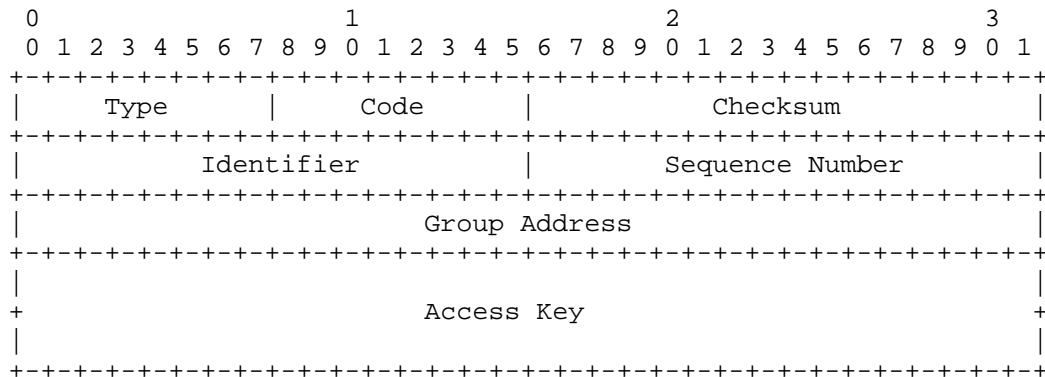 0                   1                   2                   3
 0 1 2 3 4 5 6 7 8 9 0 1 2 3 4 5 6 7 8 9 0 1 2 3 4 5 6 7 8 9 0 1
+-+-+-+-+-+-+-+-+-+-+-+-+-+-+-+-+-+-+-+-+-+-+-+-+-+-+-+-+-+-+-+-+
|     Type      |     Code      |           Checksum            |
+-+-+-+-+-+-+-+-+-+-+-+-+-+-+-+-+-+-+-+-+-+-+-+-+-+-+-+-+-+-+-+-+
|           Identifier          |        Sequence Number        |
+-+-+-+-+-+-+-+-+-+-+-+-+-+-+-+-+-+-+-+-+-+-+-+-+-+-+-+-+-+-+-+-+
|                         Group Address                         |
+-+-+-+-+-+-+-+-+-+-+-+-+-+-+-+-+-+-+-+-+-+-+-+-+-+-+-+-+-+-+-+-+
|                                                               |
+                         Access Key                            +
|                                                               |
+-+-+-+-+-+-+-+-+-+-+-+-+-+-+-+-+-+-+-+-+-+-+-+-+-+-+-+-+-+-+-+-+